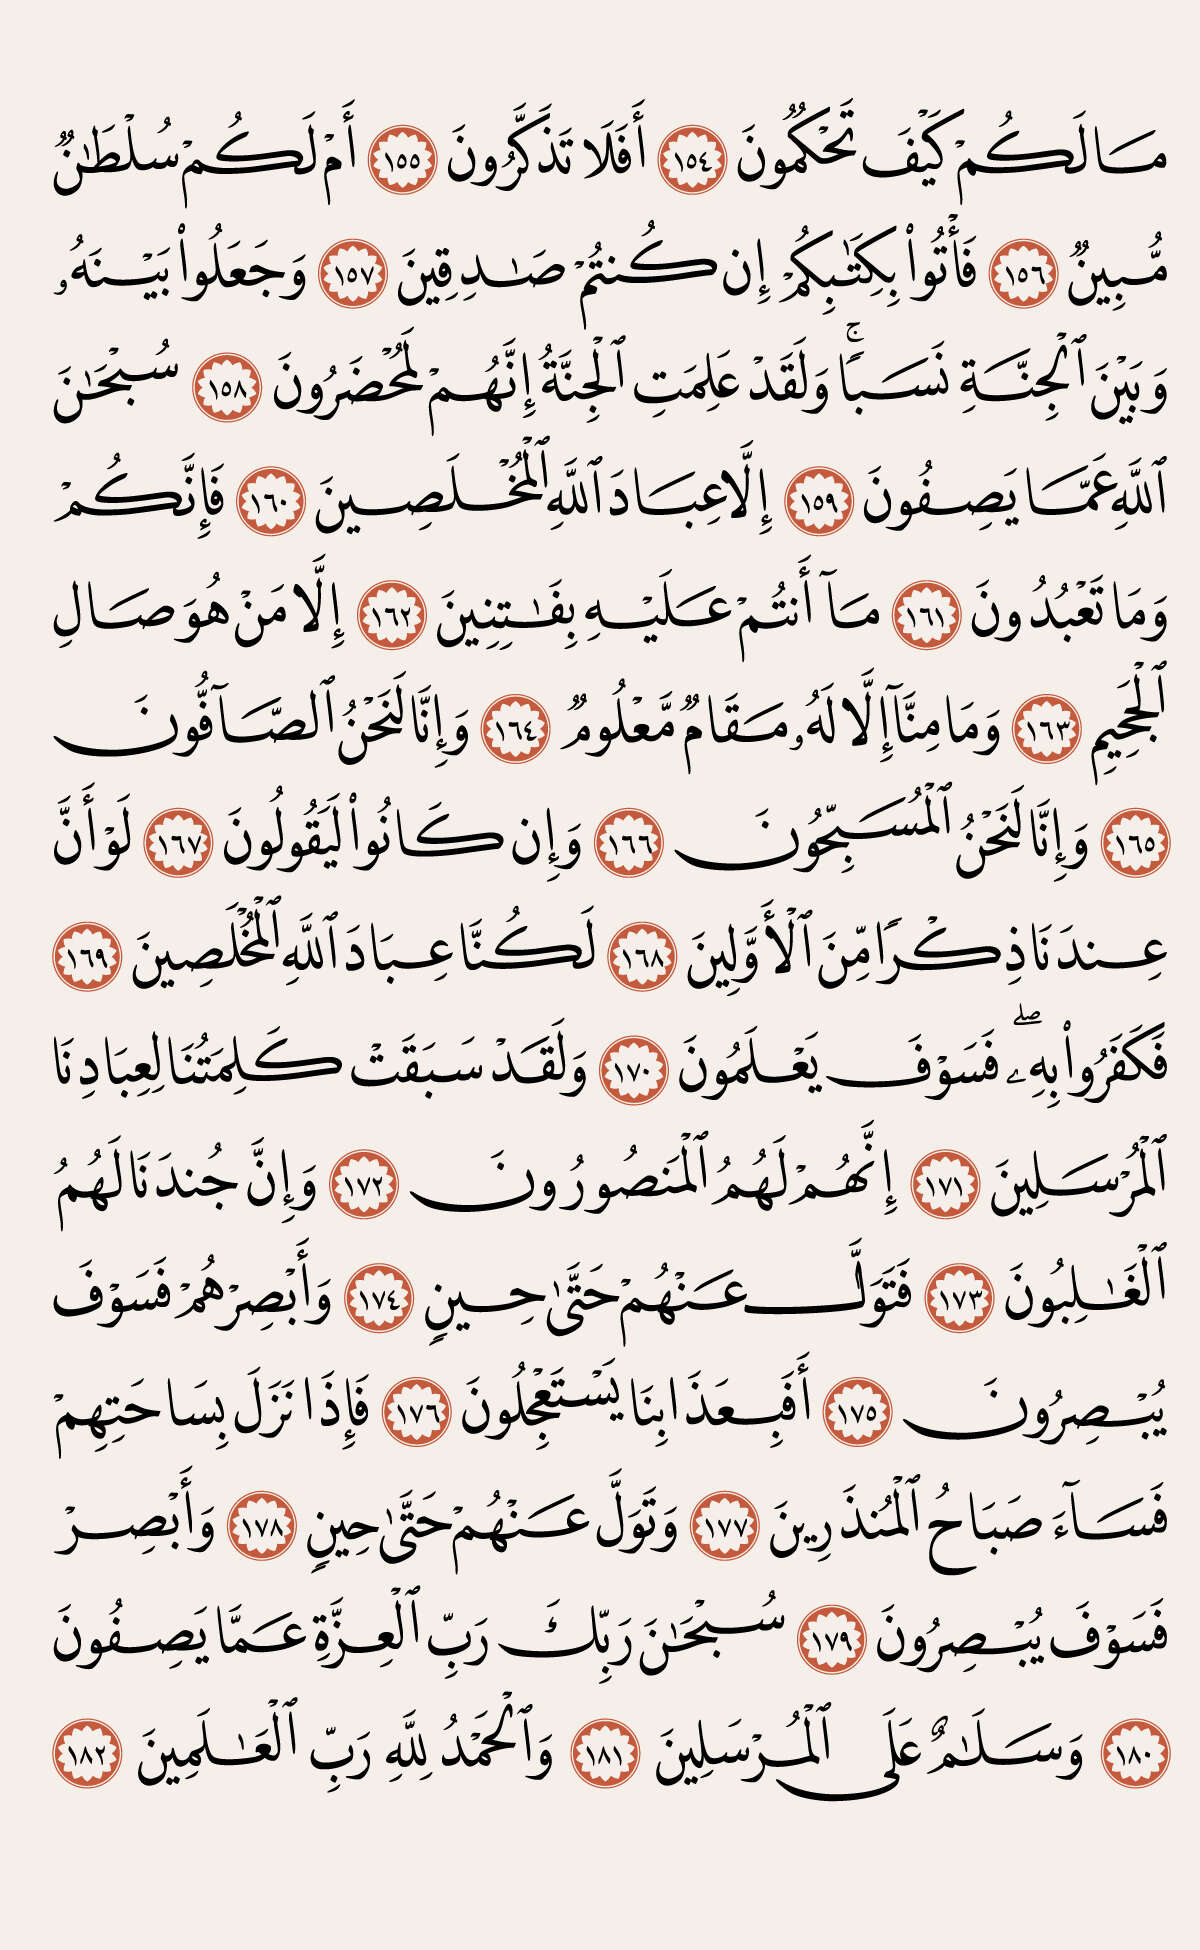 مَا لَكُمْ كَيْفَ تَحْكُمُونَ ١٥٤ أَفَلَا تَذَكَّرُونَ ١٥٥ أَمْ لَكُمْ سُلْطَٰنٌ
مُّبِينٌ ١٥٦ فَأْتُوا۟ بِكِتَٰبِكُمْ إِن كُنتُمْ صَٰدِقِينَ ١٥٧ وَجَعَلُوا۟ بَيْنَهُۥ
وَبَيْنَ ٱلْجِنَّةِ نَسَبًا ۚ وَلَقَدْ عَلِمَتِ ٱلْجِنَّةُ إِنَّهُمْ لَمُحْضَرُونَ ١٥٨ سُبْحَٰنَ
ٱللَّهِ عَمَّا يَصِفُونَ ١٥٩ إِلَّا عِبَادَ ٱللَّهِ ٱلْمُخْلَصِينَ ١٦٠ فَإِنَّكُمْ
وَمَا تَعْبُدُونَ ١٦١ مَآ أَنتُمْ عَلَيْهِ بِفَٰتِنِينَ ١٦٢ إِلَّا مَنْ هُوَ صَالِ
ٱلْجَحِيمِ ١٦٣ وَمَا مِنَّآ إِلَّا لَهُۥ مَقَامٌ مَّعْلُومٌ ١٦٤ وَإِنَّا لَنَحْنُ ٱلصَّآفُّونَ
١٦٥ وَإِنَّا لَنَحْنُ ٱلْمُسَبِّحُونَ ١٦٦ وَإِن كَانُوا۟ لَيَقُولُونَ ١٦٧ لَوْ أَنَّ
عِندَنَا ذِكْرًا مِّنَ ٱلْأَوَّلِينَ ١٦٨ لَكُنَّا عِبَادَ ٱللَّهِ ٱلْمُخْلَصِينَ ١٦٩
فَكَفَرُوا۟ بِهِۦ ۖ فَسَوْفَ يَعْلَمُونَ ١٧٠ وَلَقَدْ سَبَقَتْ كَلِمَتُنَا لِعِبَادِنَا
ٱلْمُرْسَلِينَ ١٧١ إِنَّهُمْ لَهُمُ ٱلْمَنصُورُونَ ١٧٢ وَإِنَّ جُندَنَا لَهُمُ
ٱلْغَٰلِبُونَ ١٧٣ فَتَوَلَّ عَنْهُمْ حَتَّىٰ حِينٍ ١٧٤ وَأَبْصِرْهُمْ فَسَوْفَ
يُبْصِرُونَ ١٧٥ أَفَبِعَذَابِنَا يَسْتَعْجِلُونَ ١٧٦ فَإِذَا نَزَلَ بِسَاحَتِهِمْ
فَسَآءَ صَبَاحُ ٱلْمُنذَرِينَ ١٧٧ وَتَوَلَّ عَنْهُمْ حَتَّىٰ حِينٍ ١٧٨ وَأَبْصِرْ
فَسَوْفَ يُبْصِرُونَ ١٧٩ سُبْحَٰنَ رَبِّكَ رَبِّ ٱلْعِزَّةِ عَمَّا يَصِفُونَ
١٨٠ وَسَلَٰمٌ عَلَى ٱلْمُرْسَلِينَ ١٨١ وَٱلْحَمْدُ لِلَّهِ رَبِّ ٱلْعَٰلَمِينَ ١٨٢